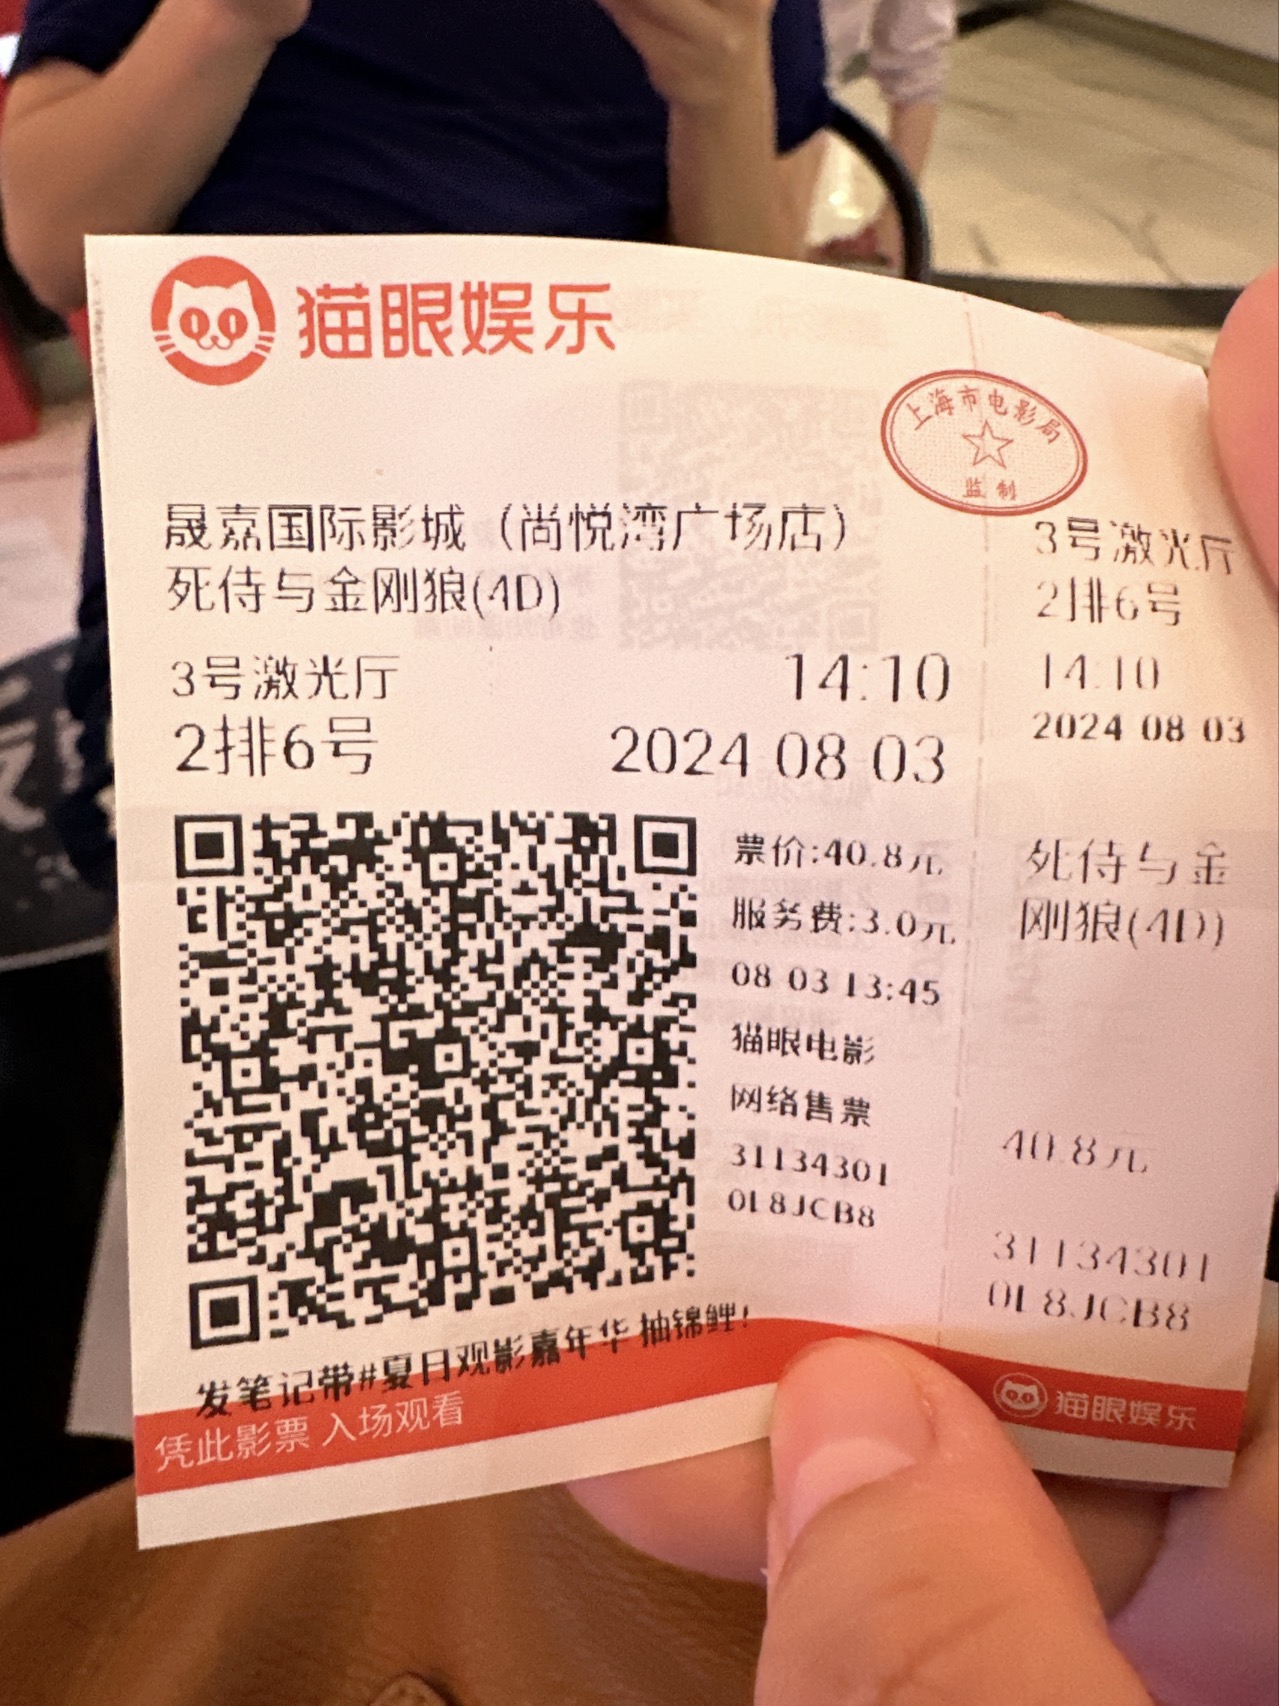 猫眼娱乐
上海市电影局
监制
晟嘉国际影城（尚悦湾广场店）
死侍与金刚狼(4D)
3号激光厅
14:10
2排6号
2024 08 03
票价:40.8元
服务费:3.0元
08 03 13:45
猫眼电影
网络售票
31134301
0L8JCB8
发笔记带#夏日观影嘉年华 抽锦鲤!
凭此影票 入场观看
3号激光厅
2排6号
14:10
2024 08 03
死侍与金
刚狼(4D)
40.8元
31134301
0L8JCB8
猫眼娱乐